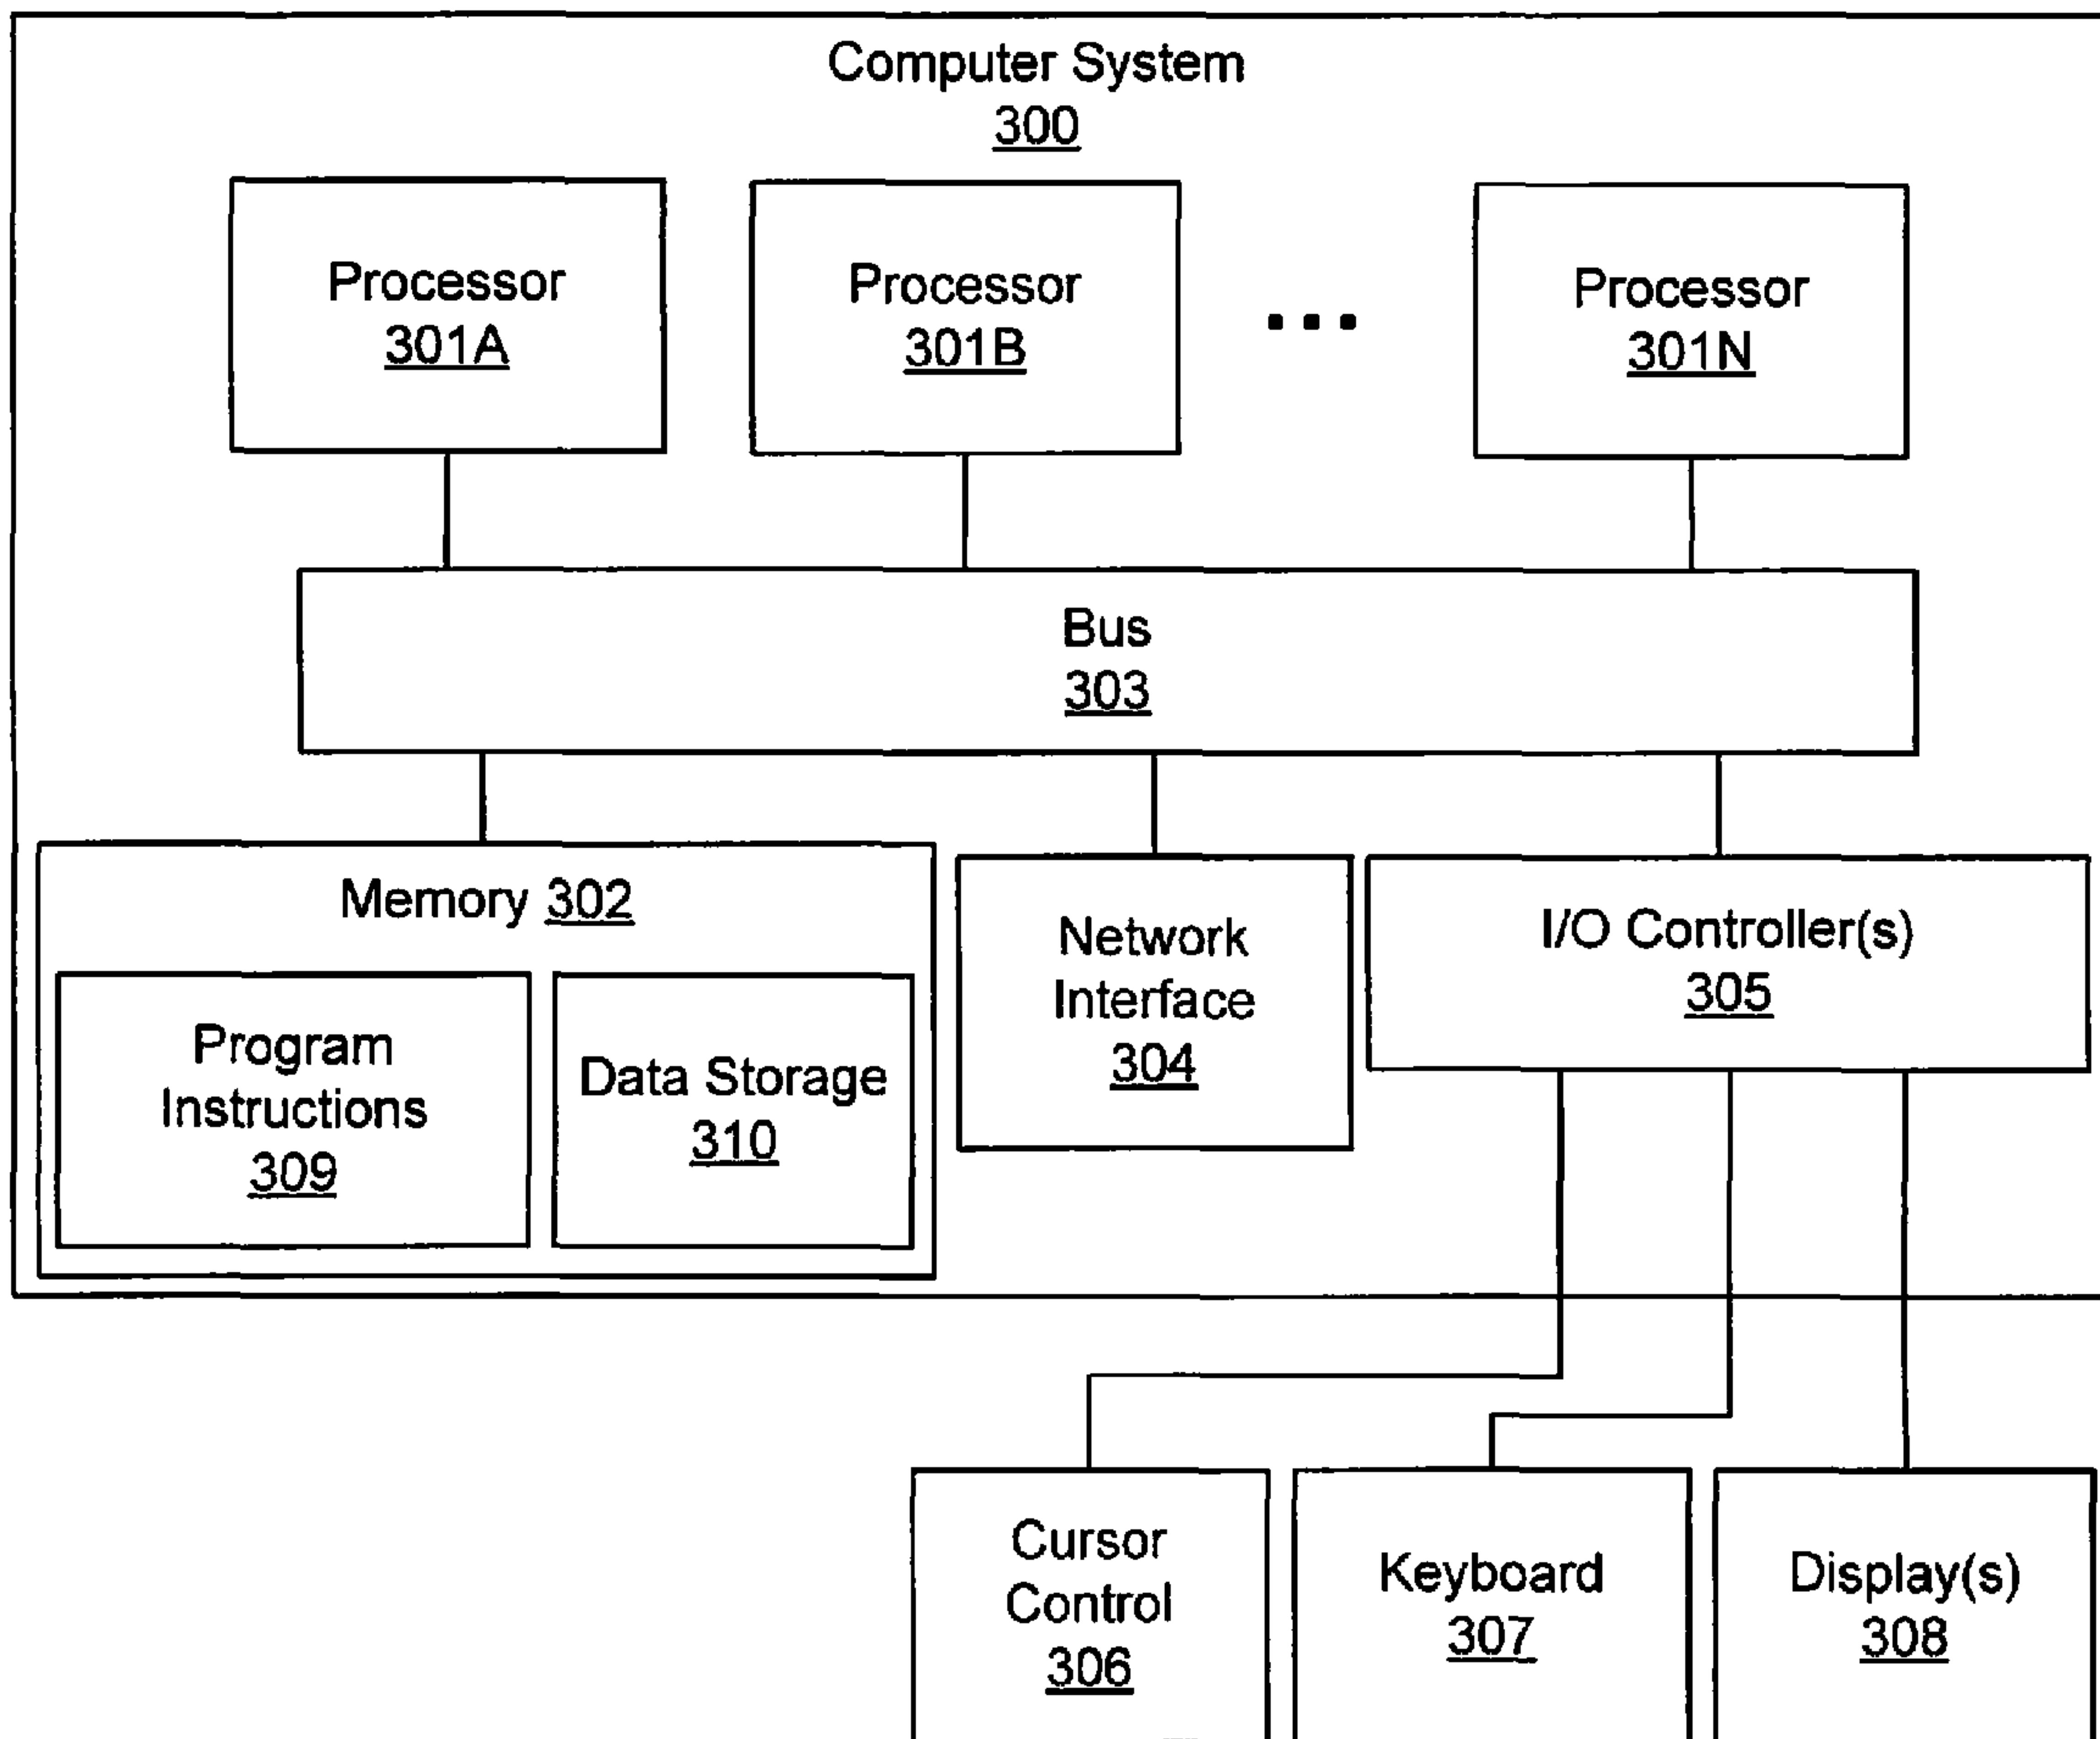 Computer System
300
Processor
301A
Processor
301B
...
Processor
301N
Bus
303
Memory 302
Program
Instructions
309
Data Storage
310
Network
Interface
304
I/O Controller(s)
305
Cursor
Control
306
Keyboard
307
Display(s)
308